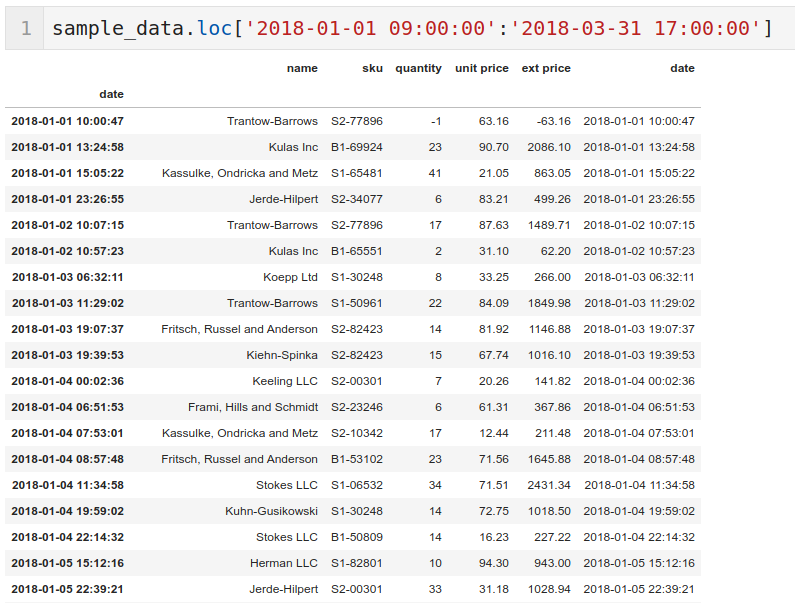 1 sample_data.loc['2018-01-01 09:00:00':'2018-03-31 17:00:00']
name sku quantity unit price ext price date
date
2018-01-01 10:00:47 Trantow-Barrows S2-77896 -1 63.16 -63.16 2018-01-01 10:00:47
2018-01-01 13:24:58 Kulas Inc B1-69924 23 90.70 2086.10 2018-01-01 13:24:58
2018-01-01 15:05:22 Kassulke, Ondricka and Metz S1-65481 41 21.05 863.05 2018-01-01 15:05:22
2018-01-01 23:26:55 Jerde-Hilpert S2-34077 6 83.21 499.26 2018-01-01 23:26:55
2018-01-02 10:07:15 Trantow-Barrows S2-77896 17 87.63 1489.71 2018-01-02 10:07:15
2018-01-02 10:57:23 Kulas Inc B1-65551 2 31.10 62.20 2018-01-02 10:57:23
2018-01-03 06:32:11 Koepp Ltd S1-30248 8 33.25 266.00 2018-01-03 06:32:11
2018-01-03 11:29:02 Trantow-Barrows S1-50961 22 84.09 1849.98 2018-01-03 11:29:02
2018-01-03 19:07:37 Fritsch, Russel and Anderson S2-82423 14 81.92 1146.88 2018-01-03 19:07:37
2018-01-03 19:39:53 Kiehn-Spinka S2-82423 15 67.74 1016.10 2018-01-03 19:39:53
2018-01-04 00:02:36 Keeling LLC S2-00301 7 20.26 141.82 2018-01-04 00:02:36
2018-01-04 06:51:53 Frami, Hills and Schmidt S2-23246 6 61.31 367.86 2018-01-04 06:51:53
2018-01-04 07:53:01 Kassulke, Ondricka and Metz S2-10342 17 12.44 211.48 2018-01-04 07:53:01
2018-01-04 08:57:48 Fritsch, Russel and Anderson B1-53102 23 71.56 1645.88 2018-01-04 08:57:48
2018-01-04 11:34:58 Stokes LLC S1-06532 34 71.51 2431.34 2018-01-04 11:34:58
2018-01-04 19:59:02 Kuhn-Gusikowski S1-30248 14 72.75 1018.50 2018-01-04 19:59:02
2018-01-04 22:14:32 Stokes LLC B1-50809 14 16.23 227.22 2018-01-04 22:14:32
2018-01-05 15:12:16 Herman LLC S1-82801 10 94.30 943.00 2018-01-05 15:12:16
2018-01-05 22:39:21 Jerde-Hilpert S2-00301 33 31.18 1028.94 2018-01-05 22:39:21